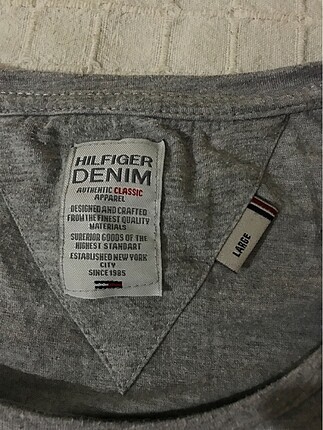 HILFIGER
DENIM
AUTHENTIC CLASSIC
APPAREL
DESIGNED AND CRAFTED
FROM THE FINEST QUALITY
MATERIALS
SUPERIOR GOODS OF THE
HIGHEST STANDART
ESTABLISHED NEW YORK
CITY
SINCE 1985
LARGE